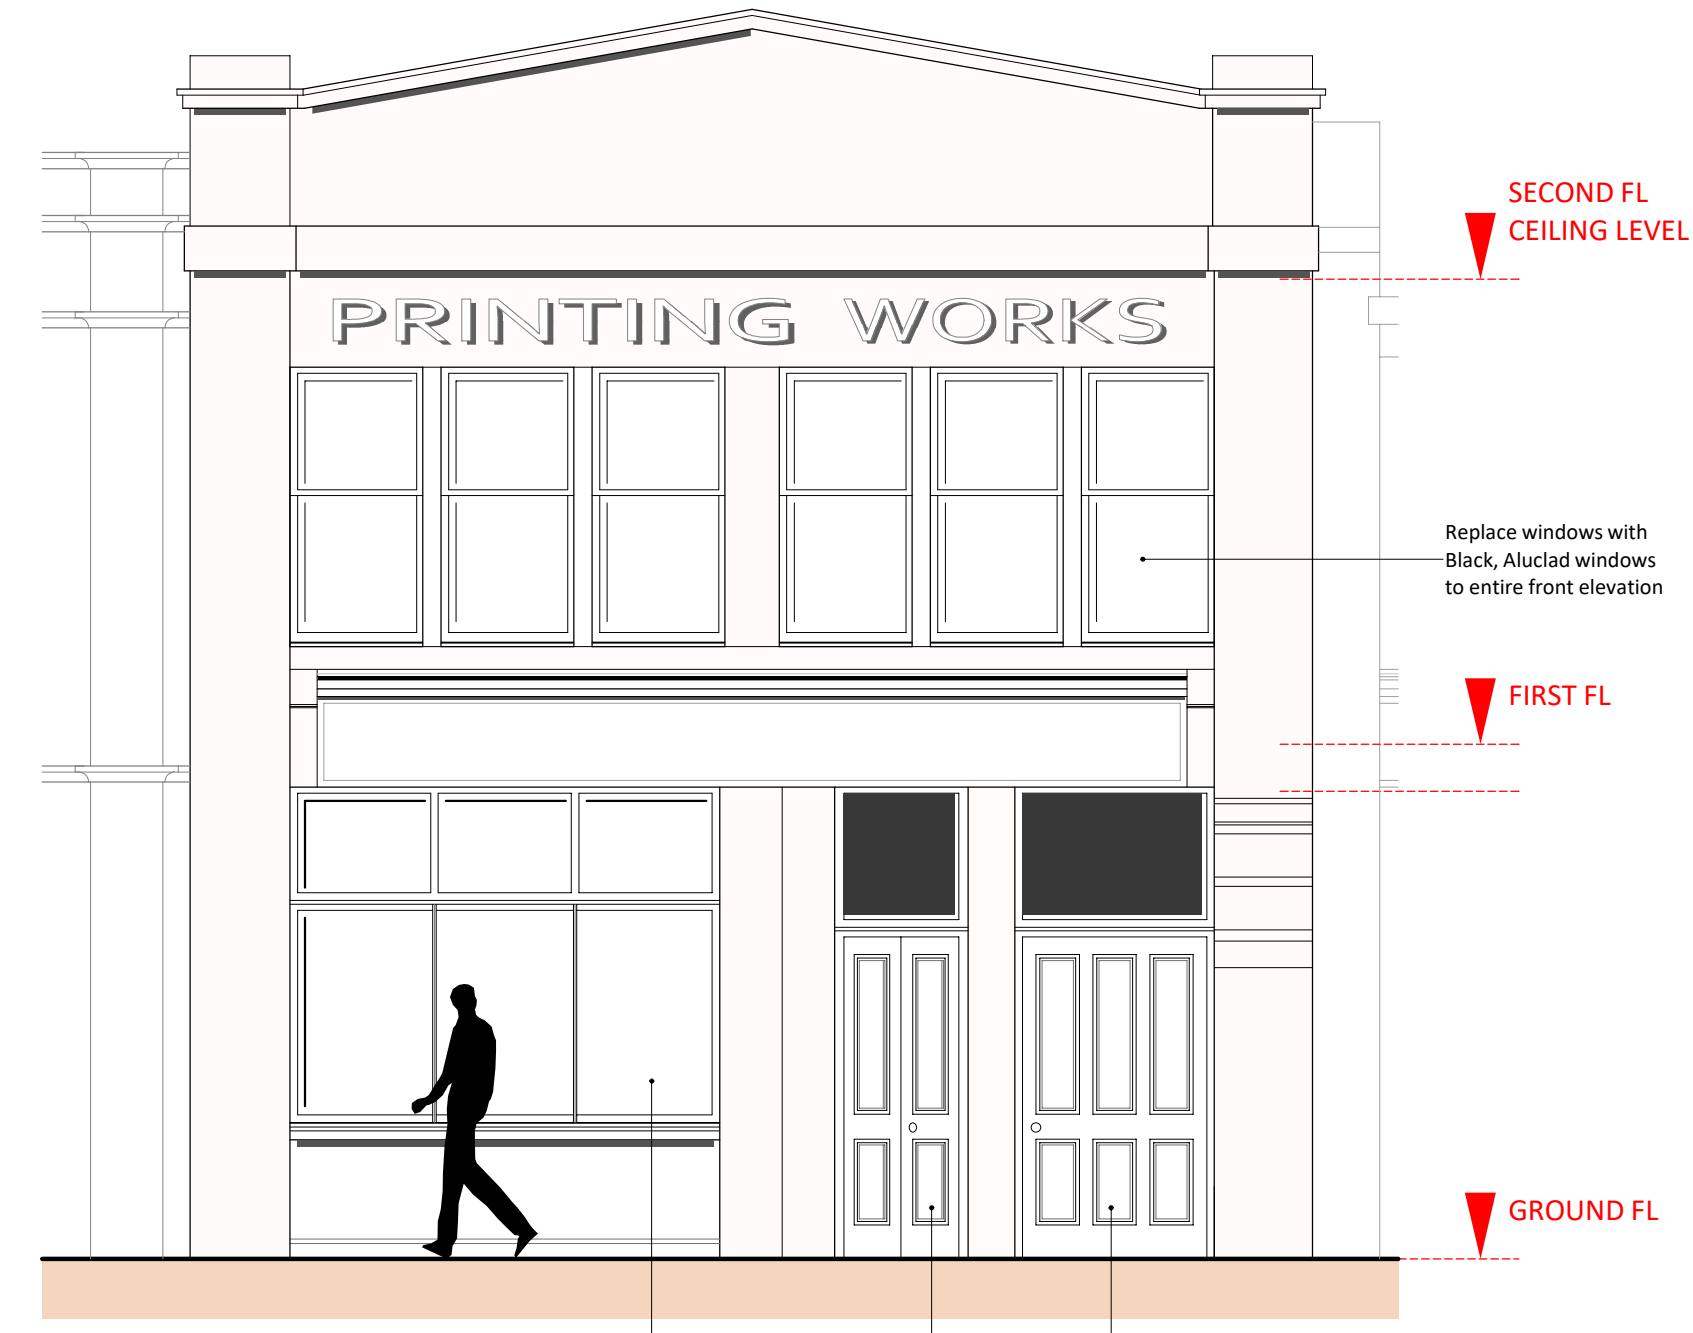 SECOND FL
CEILING LEVEL
PRINTING WORKS
Replace windows with
Black, Aluclad windows
to entire front elevation
FIRST FL
GROUND FL